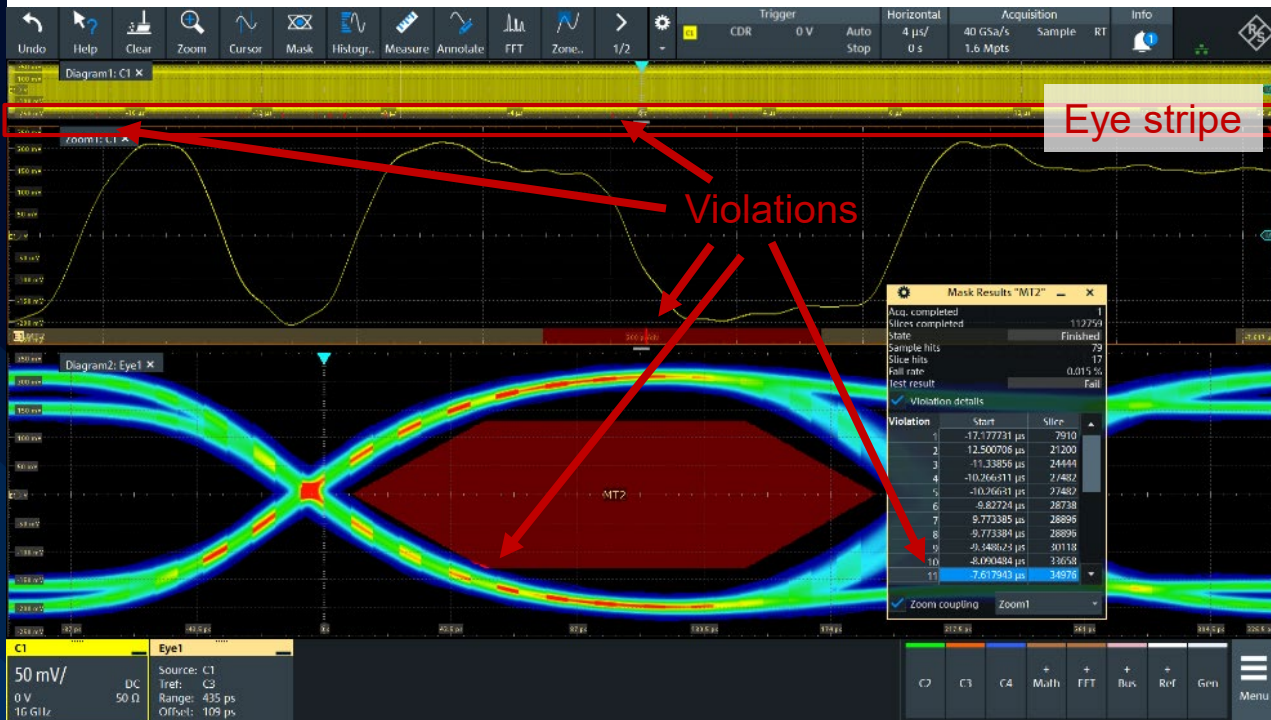 Undo Help Clear Zoom Cursor Mask Histogr.. Measure Annotate FFT Zone.. 1/2
Trigger
C1 CDR 0 V Auto
Stop
Horizontal
4 µs/
0 s
Acquisition
40 GSa/s Sample RT
1.6 Mpts
Info
1
R&S
Diagram1: C1 ×
Eye stripe
Zoom1: C1 ×
Violations
Diagram2: Eye1 ×
MT2
Mask Results "MT2" ×
Acq. completed 1
Slices completed 112759
State Finished
Sample hits 79
Slice hits 17
Fail rate 0.015 %
Test result Fail
Violation details
Violation Start Slice
1 -17.177731 µs 7910
2 -12.500706 µs 21200
3 -11.33856 µs 24444
4 -10.266311 µs 27482
5 -10.26631 µs 27482
6 -9.82724 µs 28738
7 -9.773385 µs 28896
8 -9.773384 µs 28896
9 -9.348623 µs 30118
10 -8.090484 µs 33658
11 -7.617943 µs 34976
Zoom coupling Zoom1
C1
50 mV/
DC
0 V 50 Ω
16 GHz
Eye1
Source: C1
Tref: C3
Range: 435 ps
Offset: 109 ps
C2 C3 C4 + Math + FFT + Bus + Ref Gen Menu